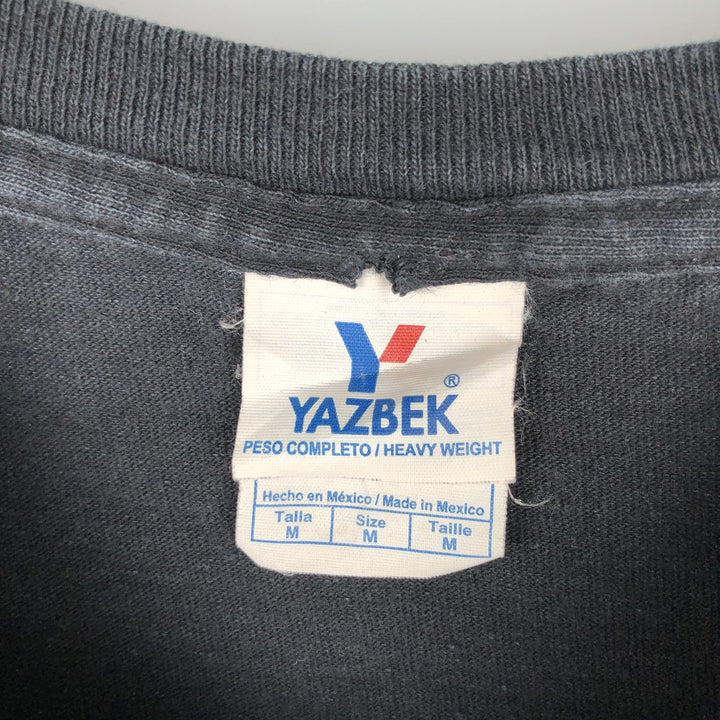 Y
®
YAZBEK
PESO COMPLETO / HEAVY WEIGHT
Hecho en México / Made in Mexico
Talla Size Taille
M M M